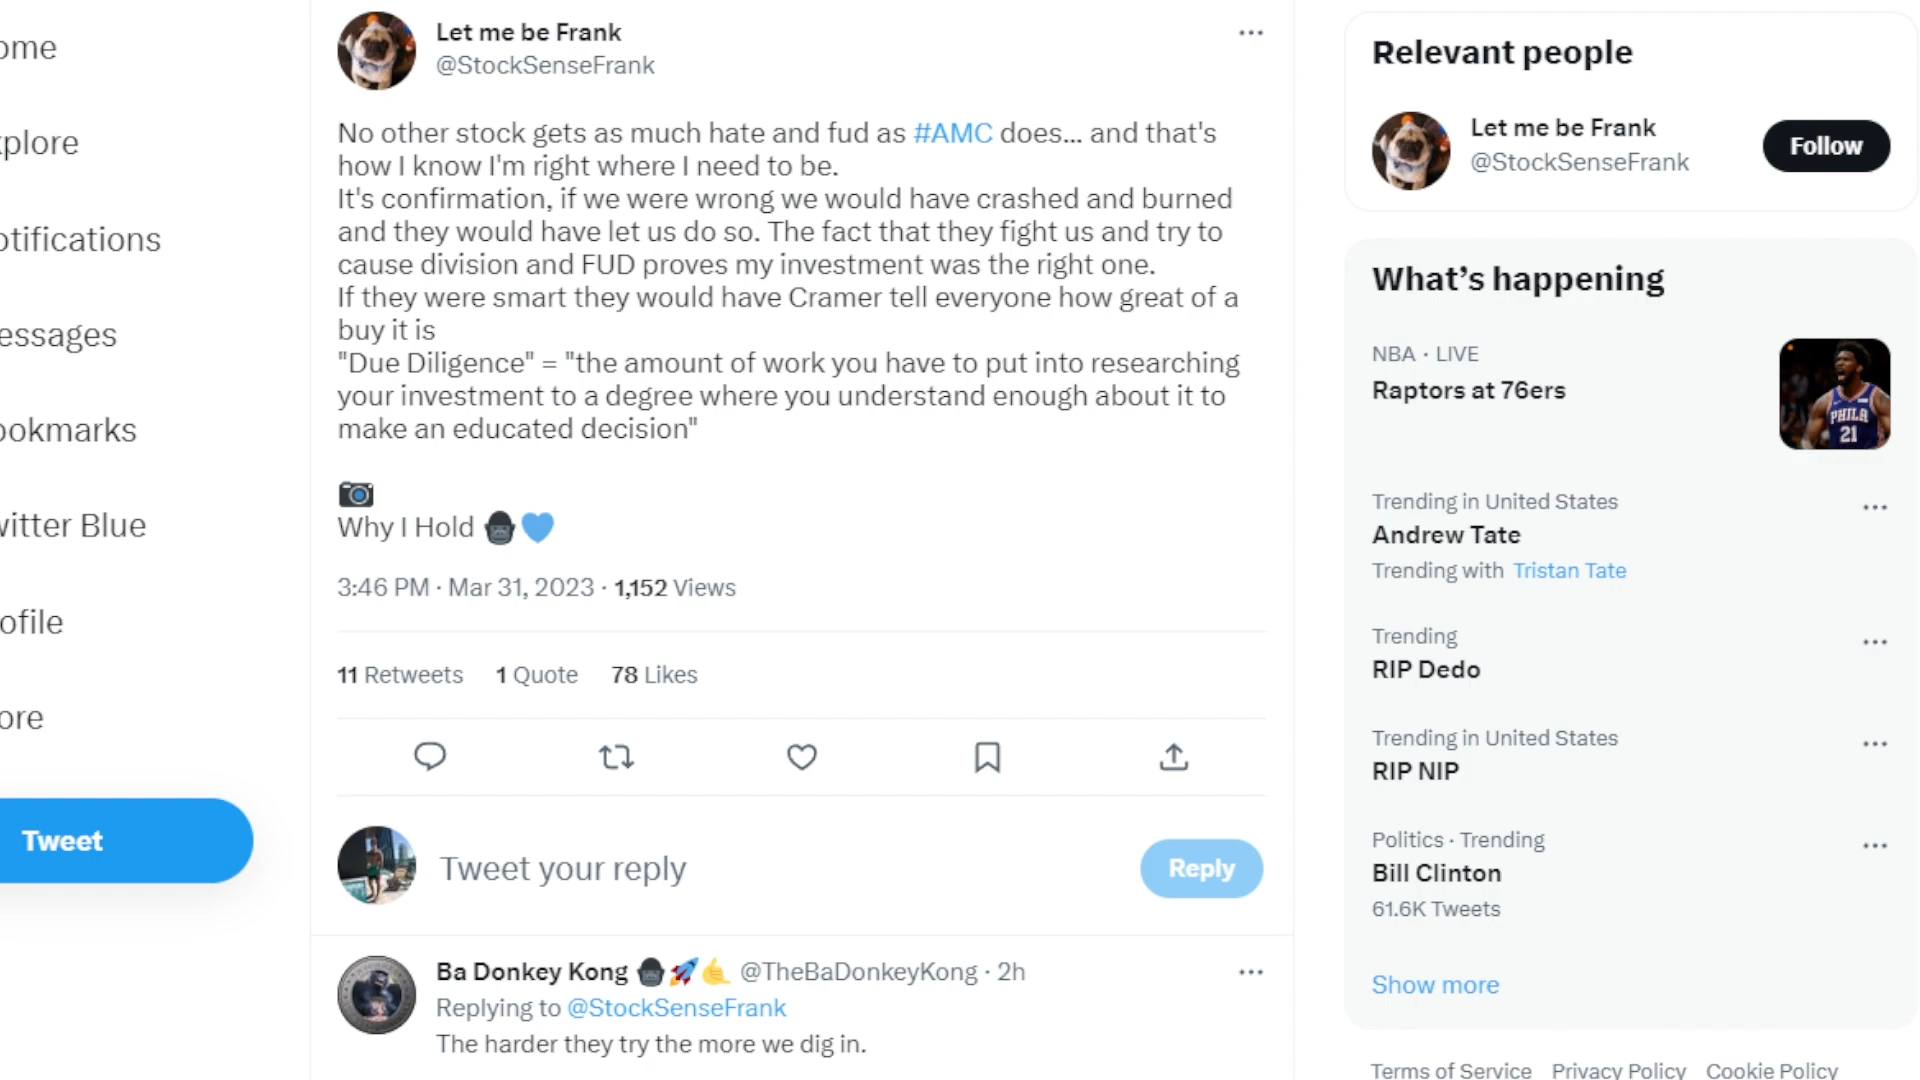 ome
xplore
otifications
essages
ookmarks
witter Blue
rofile
ore
Tweet
Let me be Frank
@StockSenseFrank
No other stock gets as much hate and fud as #AMC does... and that's
how I know I'm right where I need to be.
It's confirmation, if we were wrong we would have crashed and burned
and they would have let us do so. The fact that they fight us and try to
cause division and FUD proves my investment was the right one.
If they were smart they would have Cramer tell everyone how great of a
buy it is
"Due Diligence" = "the amount of work you have to put into researching
your investment to a degree where you understand enough about it to
make an educated decision"
📷
Why I Hold 🦍💙
3:46 PM · Mar 31, 2023 · 1,152 Views
11 Retweets 1 Quote 78 Likes
Tweet your reply
Reply
Ba Donkey Kong 🦍🚀🤙 @TheBaDonkeyKong · 2h
Replying to @StockSenseFrank
The harder they try the more we dig in.
Relevant people
Let me be Frank
@StockSenseFrank
Follow
What's happening
NBA · LIVE
Raptors at 76ers
PHILA
21
Trending in United States
Andrew Tate
Trending with Tristan Tate
Trending
RIP Dedo
Trending in United States
RIP NIP
Politics · Trending
Bill Clinton
61.6K Tweets
Show more
Terms of Service Privacy Policy Cookie Policy